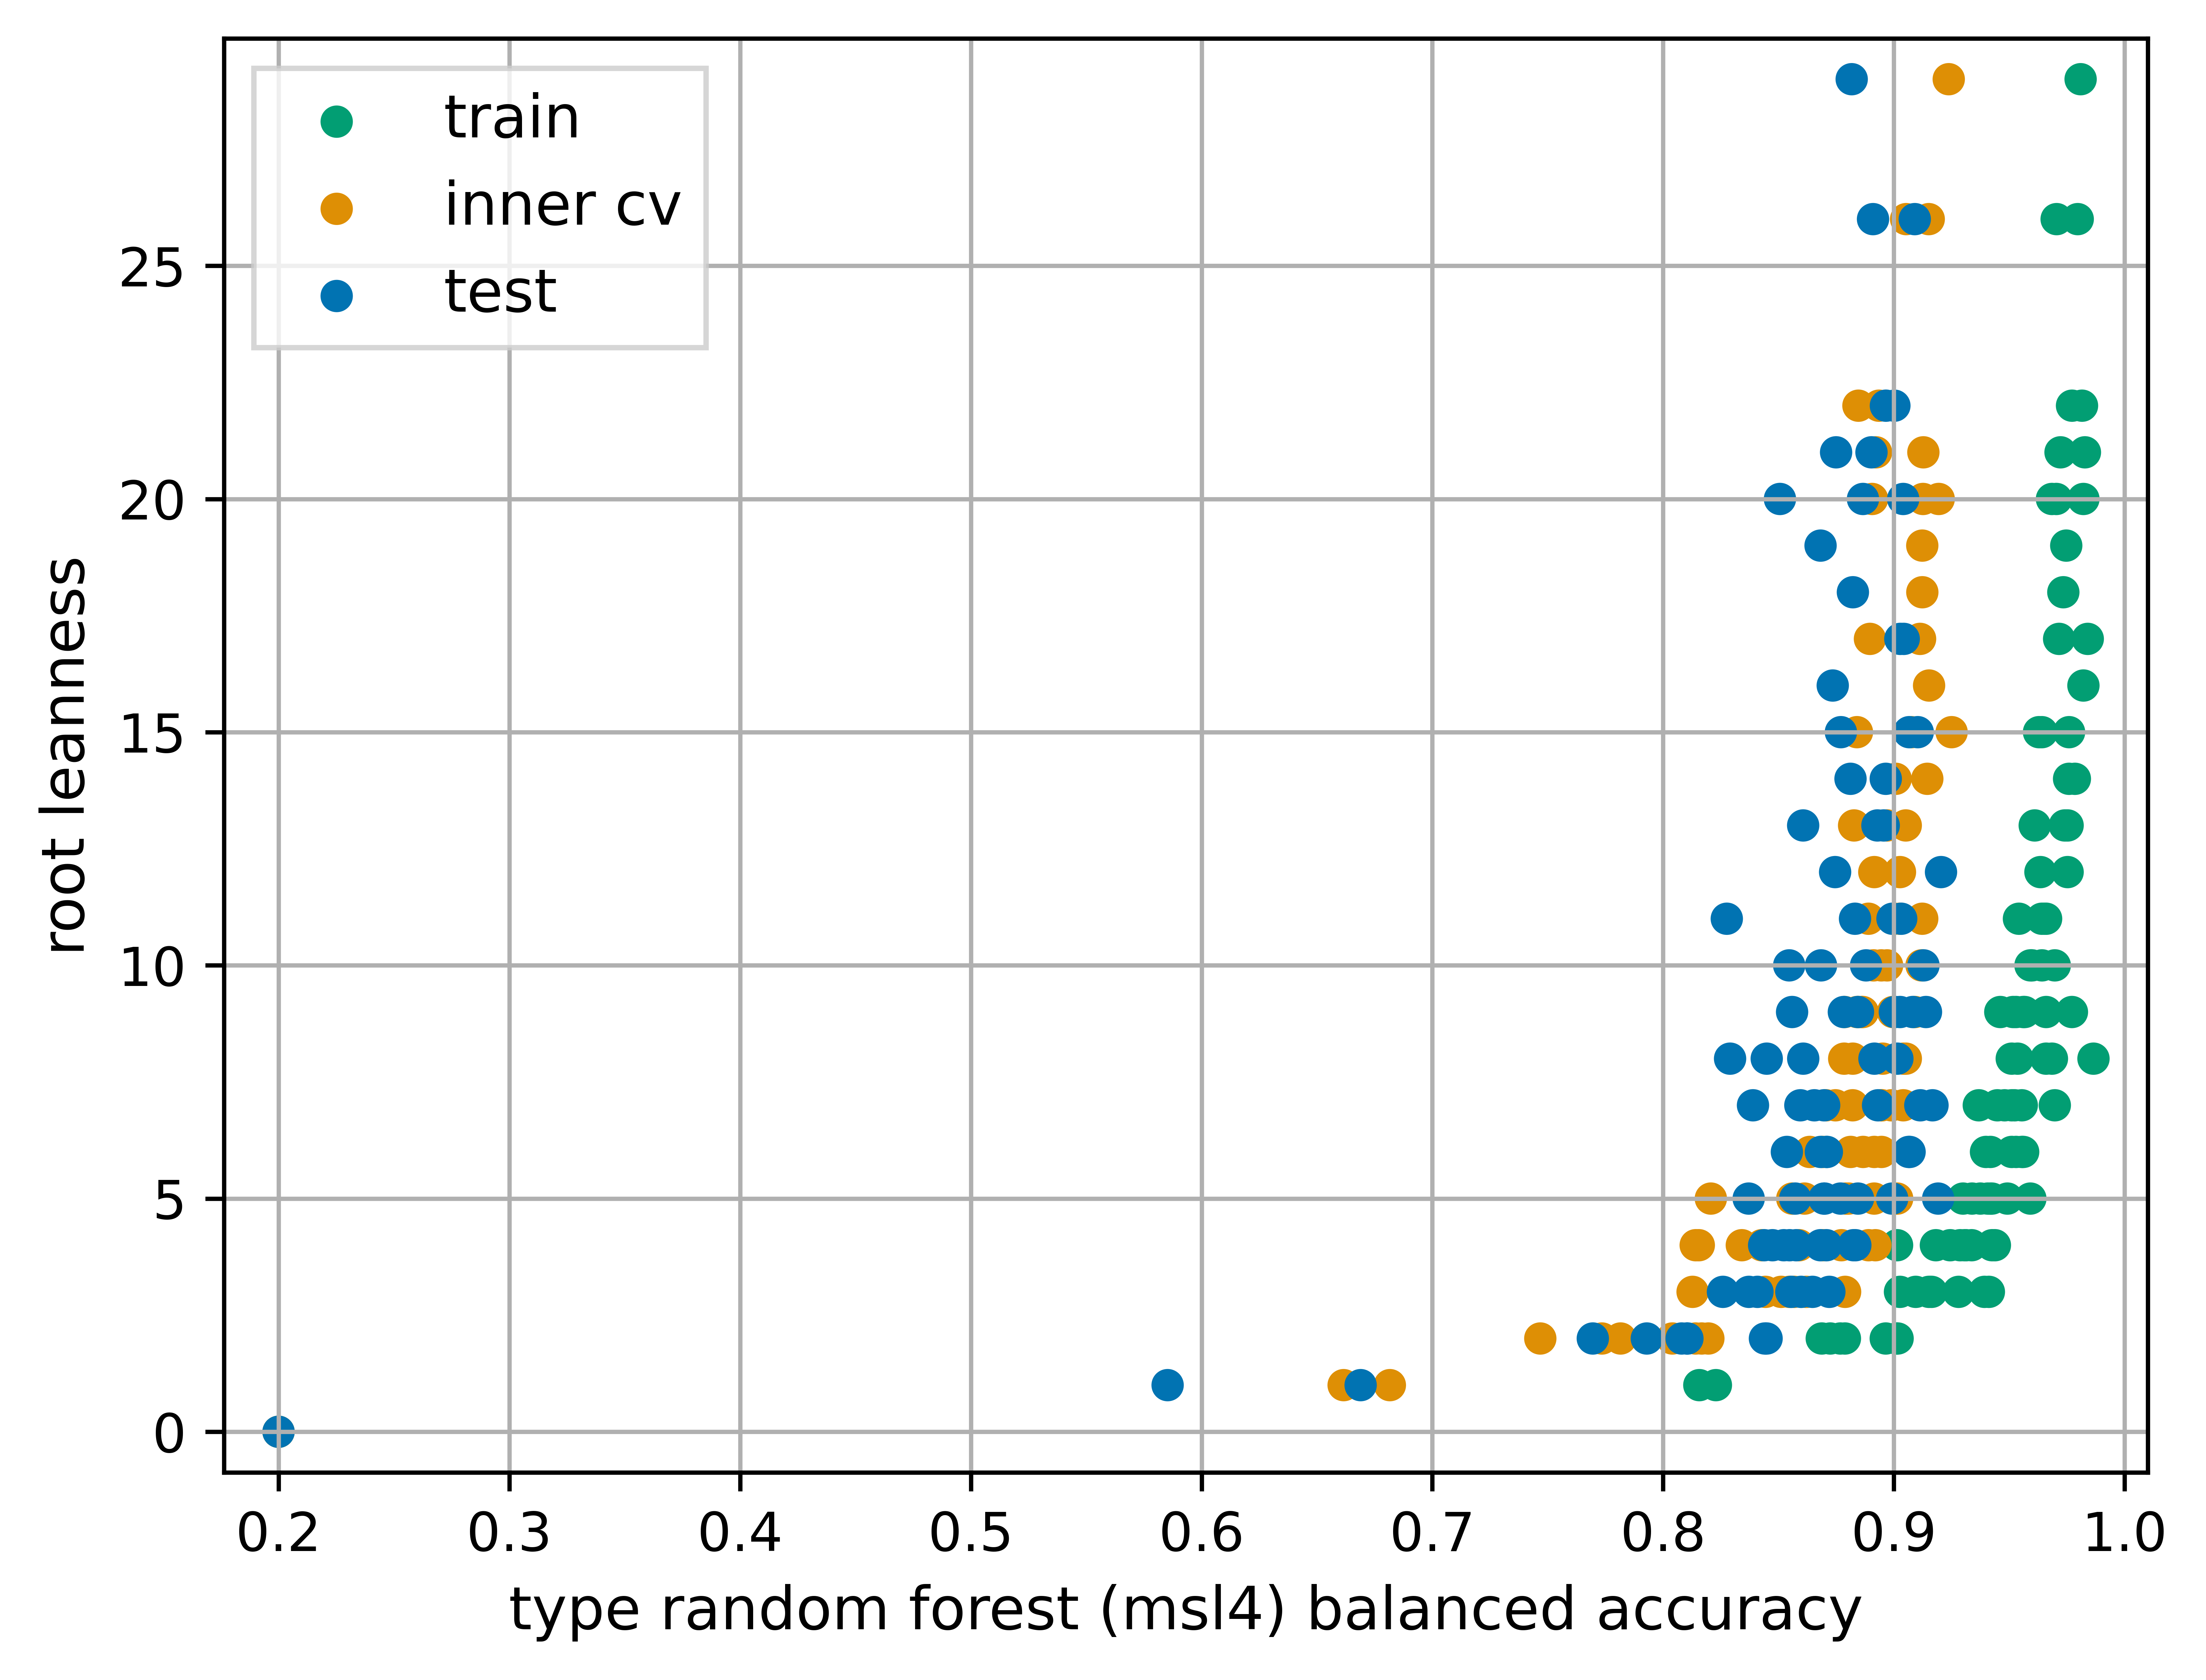 train
inner cv
test
25
20
15
10
5
0
root leanness
0.2 0.3 0.4 0.5 0.6 0.7 0.8 0.9 1.0
type random forest (msl4) balanced accuracy